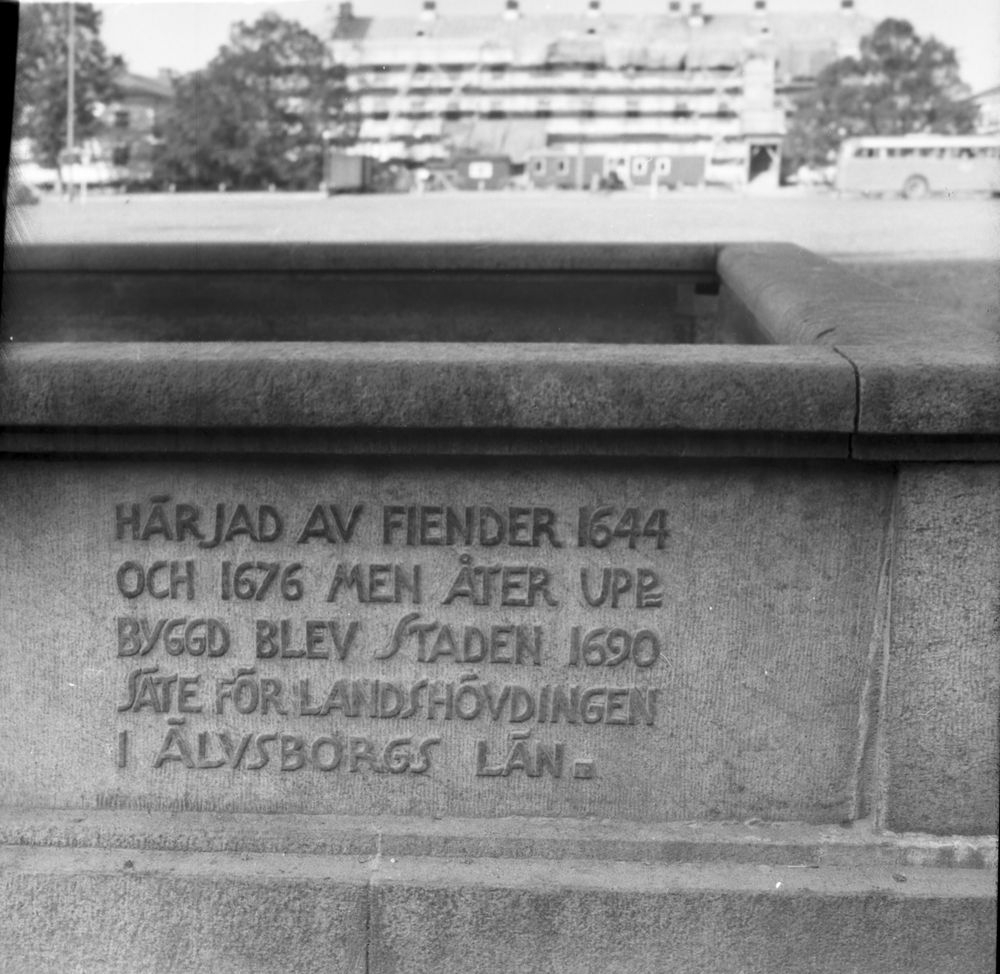 HÄRJAD AV FIENDER 1644
OCH 1676 MEN ÅTER UPP=
BYGGD BLEV STADEN 1690
SÄTE FÖR LANDSHÖVDINGEN
I ÄLVSBORGS LÄN.